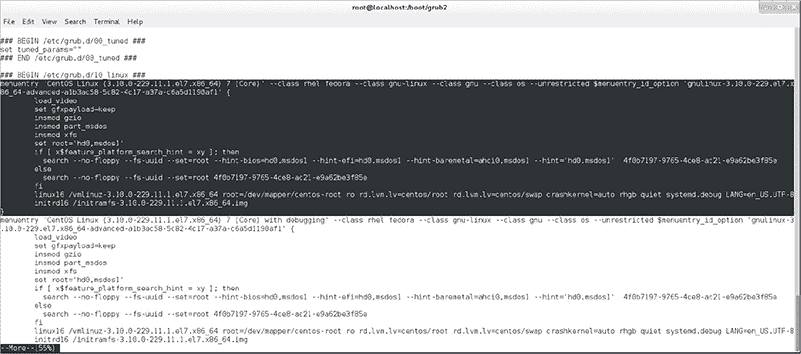 root@localhost:/boot/grub2
File Edit View Search Terminal Help
### BEGIN /etc/grub.d/00_tuned ###
set tuned_params=""
### END /etc/grub.d/00_tuned ###
### BEGIN /etc/grub.d/10_linux ###
menuentry 'CentOS Linux (3.10.0-229.11.1.el7.x86_64) 7 (Core)' --class rhel fedora --class gnu-linux --class gnu --class os --unrestricted $menuentry_id_option 'gnulinux-3.10.0-229.el7.x
86_64-advanced-a1b3ac58-5c82-4c17-a37a-c6a5d1190af1' {
load_video
set gfxpayload=keep
insmod gzio
insmod part_msdos
insmod xfs
set root='hd0,msdos1'
if [ x$feature_platform_search_hint = xy ]; then
search --no-floppy --fs-uuid --set=root --hint-bios=hd0,msdos1 --hint-efi=hd0,msdos1 --hint-baremetal=ahci0,msdos1 --hint='hd0,msdos1' 4f0b7197-9765-4ce8-ac21-e9a62be3f85e
else
search --no-floppy --fs-uuid --set=root 4f0b7197-9765-4ce8-ac21-e9a62be3f85e
fi
linux16 /vmlinuz-3.10.0-229.11.1.el7.x86_64 root=/dev/mapper/centos-root ro rd.lvm.lv=centos/root rd.lvm.lv=centos/swap crashkernel=auto rhgb quiet systemd.debug LANG=en_US.UTF-8
initrd16 /initramfs-3.10.0-229.11.1.el7.x86_64.img
}
menuentry 'CentOS Linux (3.10.0-229.11.1.el7.x86_64) 7 (Core) with debugging' --class rhel fedora --class gnu-linux --class gnu --class os --unrestricted $menuentry_id_option 'gnulinux-3
.10.0-229.el7.x86_64-advanced-a1b3ac58-5c82-4c17-a37a-c6a5d1190af1' {
load_video
set gfxpayload=keep
insmod gzio
insmod part_msdos
insmod xfs
set root='hd0,msdos1'
if [ x$feature_platform_search_hint = xy ]; then
search --no-floppy --fs-uuid --set=root --hint-bios=hd0,msdos1 --hint-efi=hd0,msdos1 --hint-baremetal=ahci0,msdos1 --hint='hd0,msdos1' 4f0b7197-9765-4ce8-ac21-e9a62be3f85e
else
search --no-floppy --fs-uuid --set=root 4f0b7197-9765-4ce8-ac21-e9a62be3f85e
fi
linux16 /vmlinuz-3.10.0-229.11.1.el7.x86_64 root=/dev/mapper/centos-root ro rd.lvm.lv=centos/root rd.lvm.lv=centos/swap crashkernel=auto rhgb quiet systemd.debug LANG=en_US.UTF-8
initrd16 /initramfs-3.10.0-229.11.1.el7.x86_64.img
--More--(55%)